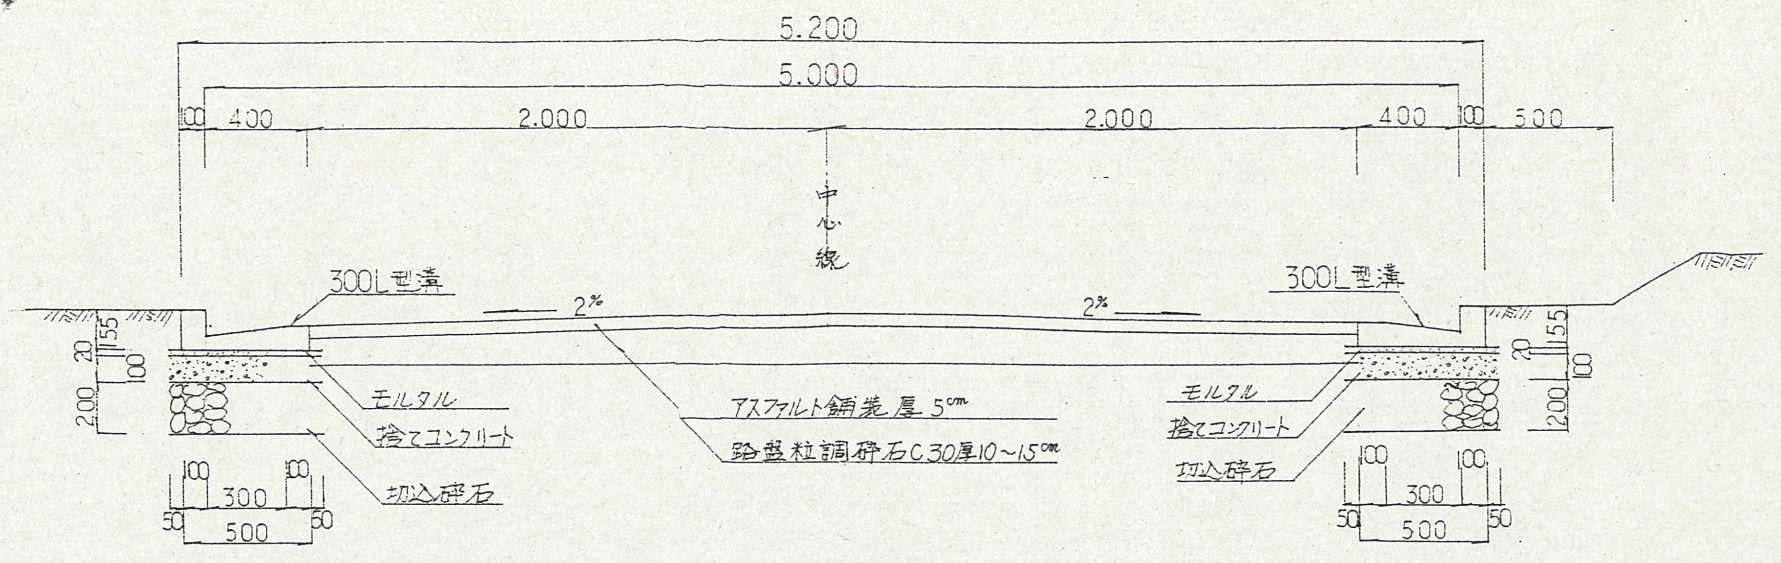 5.200
5.000
100 400 2.000 2.000 400 100 500
中心線
300L型溝 300L型溝
2% 2%
155 155
20 20
100 100
200 200
モルタル モルタル
アスファルト舗装厚5cm
捨てコンクリート 捨てコンクリート
路盤粒調砕石C30厚10～15cm
切込砕石 切込砕石
100 100 100 100
300 300
50 50 50 50
500 500